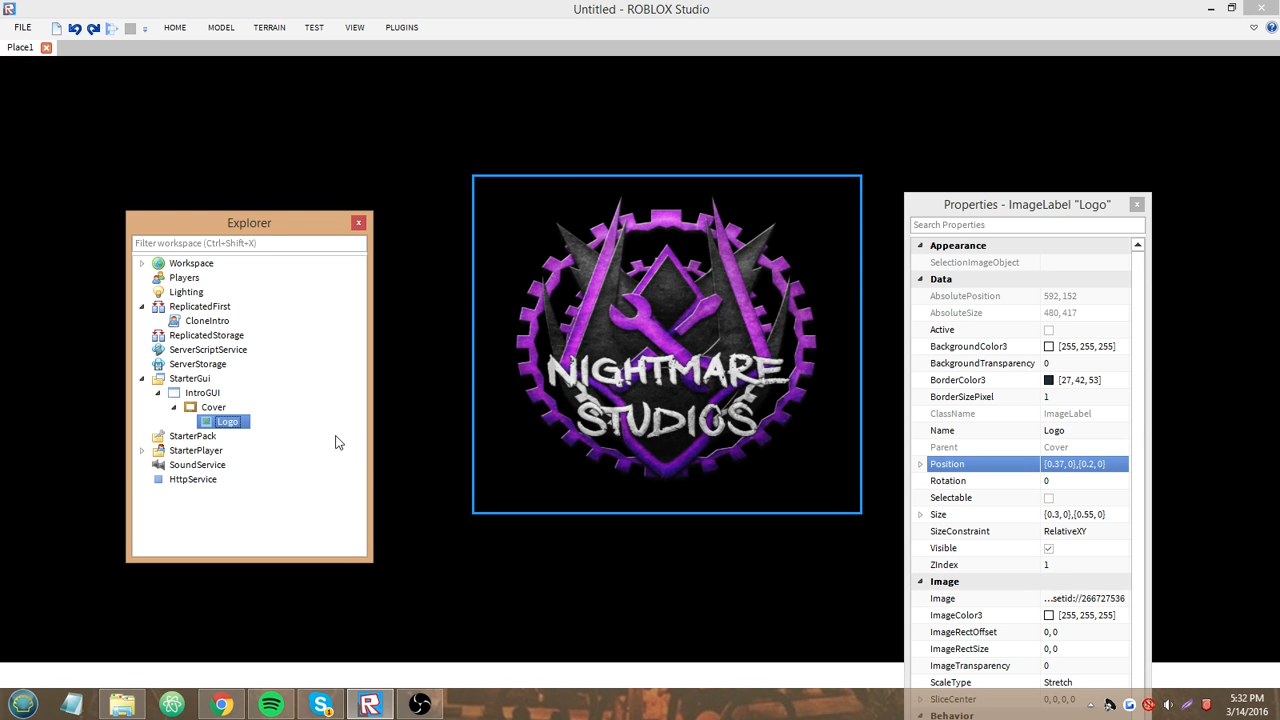 Untitled - ROBLOX Studio
FILE
HOME
MODEL
TERRAIN
TEST
VIEW
PLUGINS
Place1
Explorer
Filter workspace (Ctrl+Shift+X)
Workspace
Players
Lighting
ReplicatedFirst
CloneIntro
ReplicatedStorage
ServerScriptService
ServerStorage
StarterGui
IntroGUI
Cover
Logo
StarterPack
StarterPlayer
SoundService
HttpService
NIGHTMARE
STUDIOS
Properties - ImageLabel "Logo"
Search Properties
Appearance
SelectionImageObject
Data
AbsolutePosition 592, 152
AbsoluteSize 480, 417
Active
BackgroundColor3 [255, 255, 255]
BackgroundTransparency 0
BorderColor3 [27, 42, 53]
BorderSizePixel 1
ClassName ImageLabel
Name Logo
Parent Cover
Position {0.37, 0},{0.2, 0}
Rotation 0
Selectable
Size {0.3, 0},{0.55, 0}
SizeConstraint RelativeXY
Visible
ZIndex 1
Image
Image ...setid://266727536
ImageColor3 [255, 255, 255]
ImageRectOffset 0, 0
ImageRectSize 0, 0
ImageTransparency 0
ScaleType Stretch
SliceCenter 0, 0, 0, 0
Behavior
5:32 PM
3/14/2016